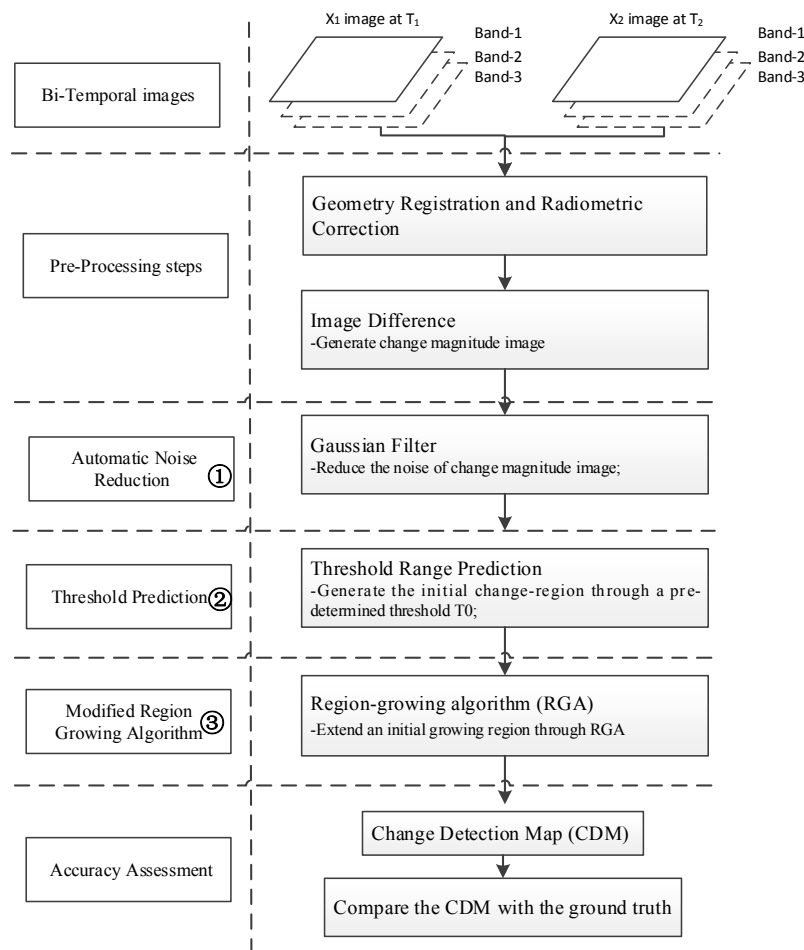 X1 image at T1
Band-1
Band-2
Band-3
X2 image at T2
Band-1
Band-2
Band-3
Bi-Temporal images
Geometry Registration and Radiometric
Correction
Pre-Processing steps
Image Difference
-Generate change magnitude image
Automatic Noise
Reduction ①
Gaussian Filter
-Reduce the noise of change magnitude image;
Threshold Prediction ②
Threshold Range Prediction
-Generate the initial change-region through a pre-
determined threshold T0;
Modified Region
Growing Algorithm ③
Region-growing algorithm (RGA)
-Extend an initial growing region through RGA
Accuracy Assessment
Change Detection Map (CDM)
Compare the CDM with the ground truth